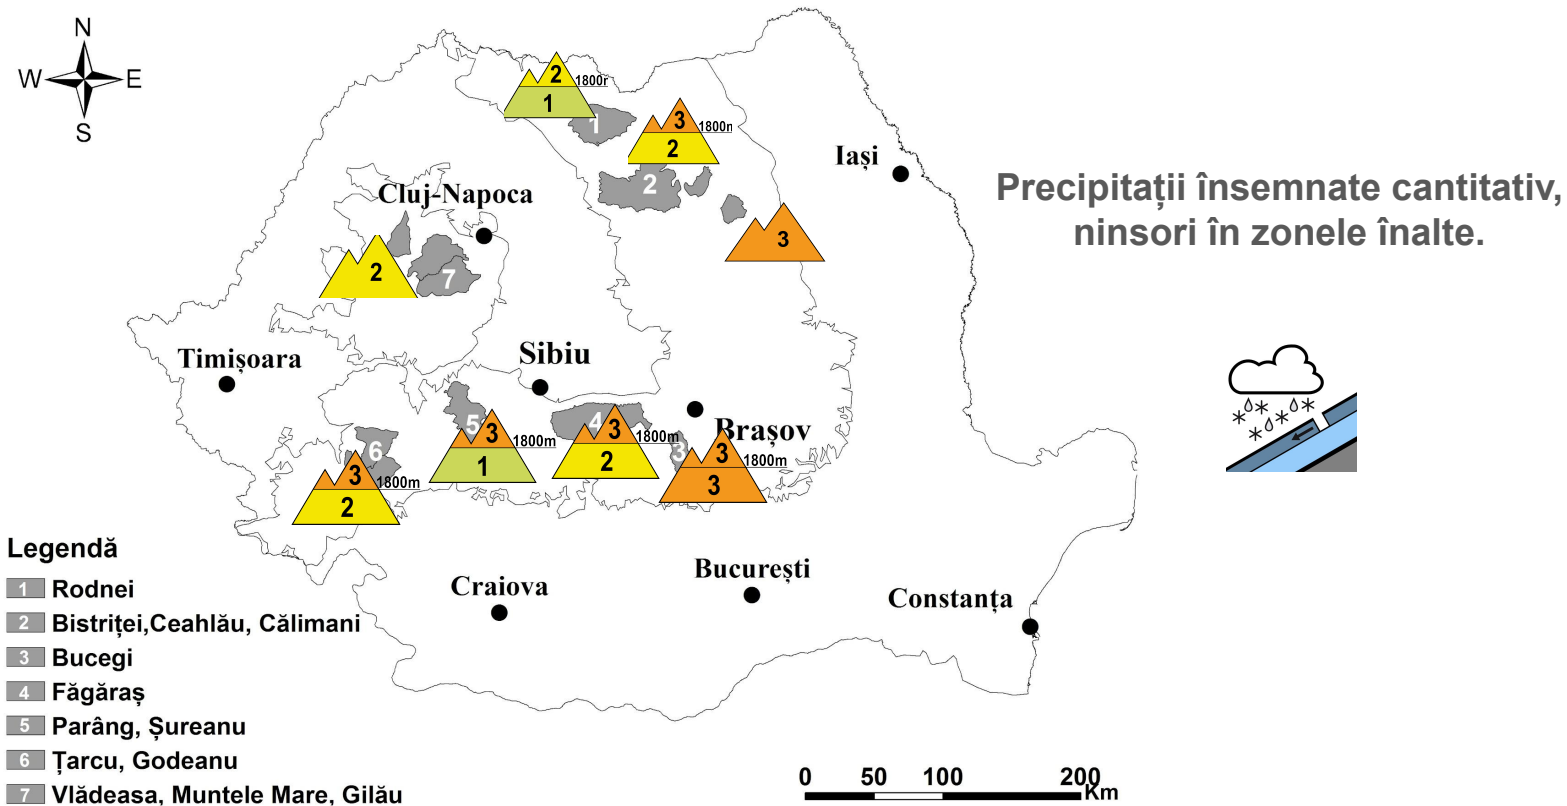 N
W E
S
2
1800r
1
1
3
1800n
2
2
Iași
Precipitații însemnate cantitativ,
ninsori în zonele înalte.
Cluj-Napoca
3
2
7
Timișoara
Sibiu
5
3
1800m
1
4
3
1800m
2
Brașov
3
3
1800m
3
6
3
1800m
2
Legendă
1 Rodnei
2 Bistriței,Ceahlău, Călimani
3 Bucegi
4 Făgăraș
5 Parâng, Șureanu
6 Țarcu, Godeanu
7 Vlădeasa, Muntele Mare, Gilău
Craiova
București
Constanța
0 50 100 200
Km